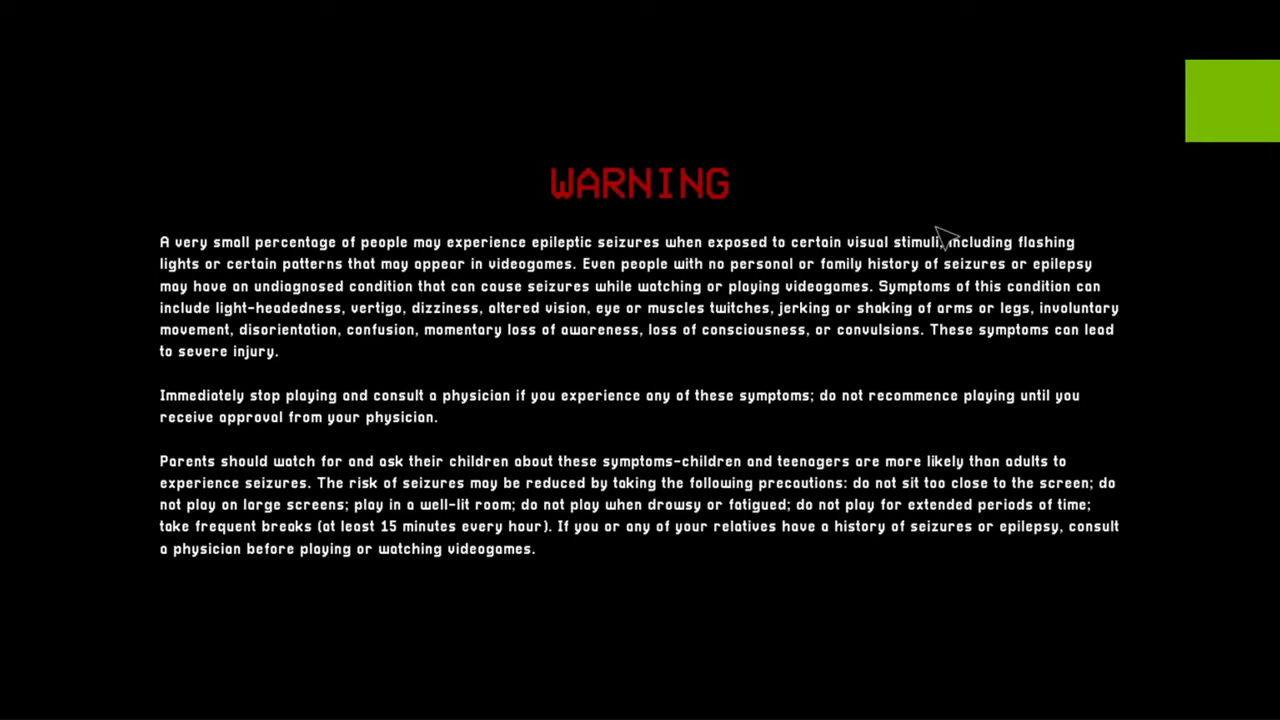 WARNING
A very small percentage of people may experience epileptic seizures when exposed to certain visual stimuli, including flashing
lights or certain patterns that may appear in videogames. Even people with no personal or family history of seizures or epilepsy
may have an undiagnosed condition that can cause seizures while watching or playing videogames. Symptoms of this condition can
include light-headedness, vertigo, dizziness, altered vision, eye or muscles twitches, jerking or shaking of arms or legs, involuntary
movement, disorientation, confusion, momentary loss of awareness, loss of consciousness, or convulsions. These symptoms can lead
to severe injury.
Immediately stop playing and consult a physician if you experience any of these symptoms; do not recommence playing until you
receive approval from your physician.
Parents should watch for and ask their children about these symptoms-children and teenagers are more likely than adults to
experience seizures. The risk of seizures may be reduced by taking the following precautions: do not sit too close to the screen; do
not play on large screens; play in a well-lit room; do not play when drowsy or fatigued; do not play for extended periods of time;
take frequent breaks (at least 15 minutes every hour). If you or any of your relatives have a history of seizures or epilepsy, consult
a physician before playing or watching videogames.